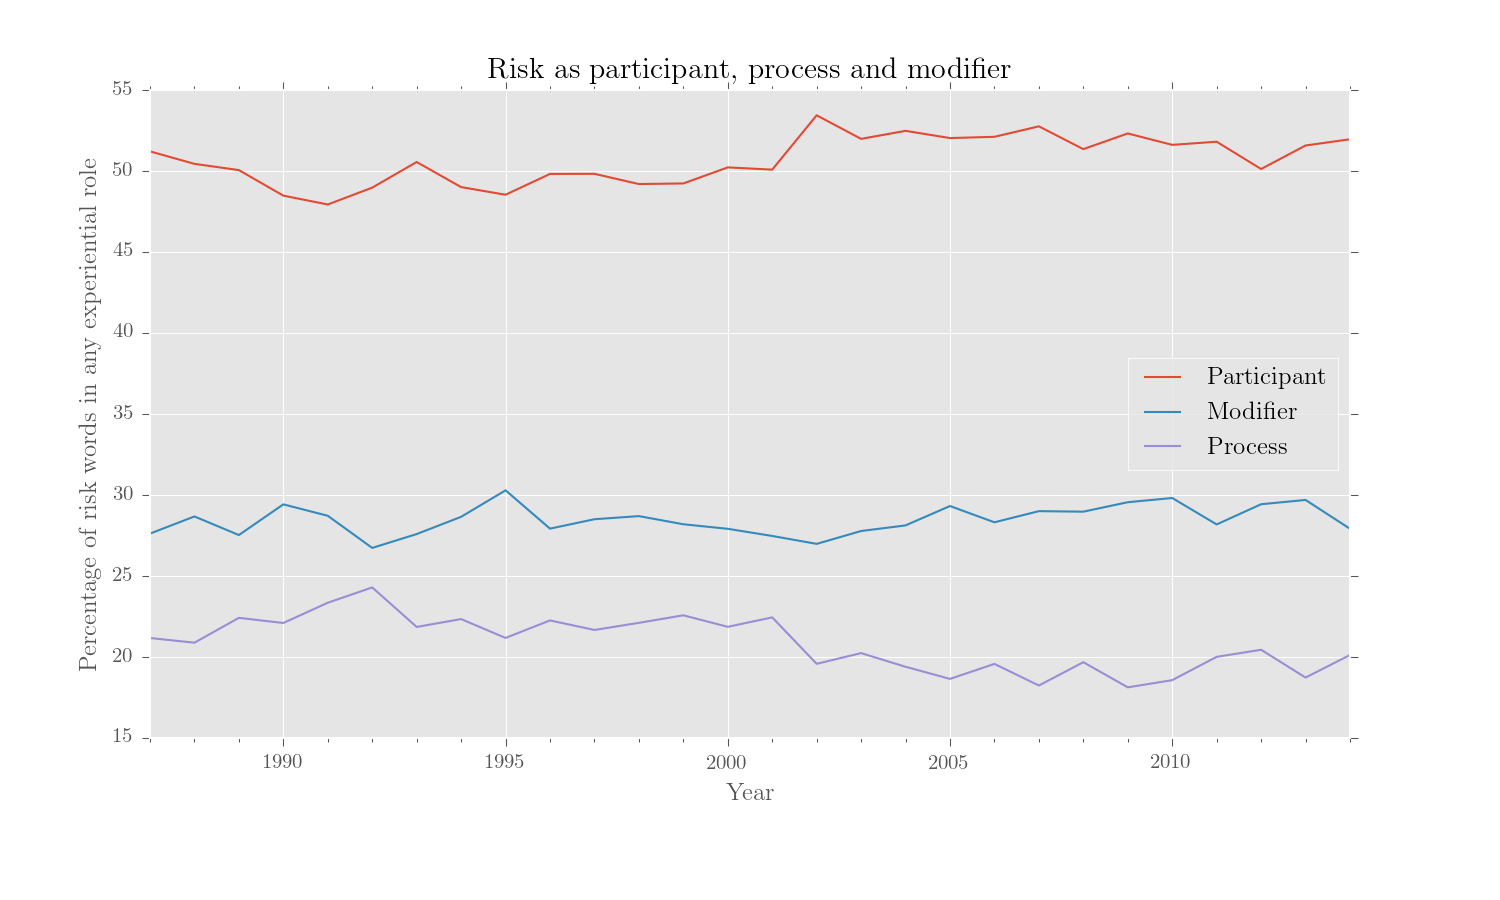 Risk as participant, process and modifier
Percentage of risk words in any experiential role
55
50
45
40
35
30
25
20
15
Participant
Modifier
Process
1990 1995 2000 2005 2010
Year